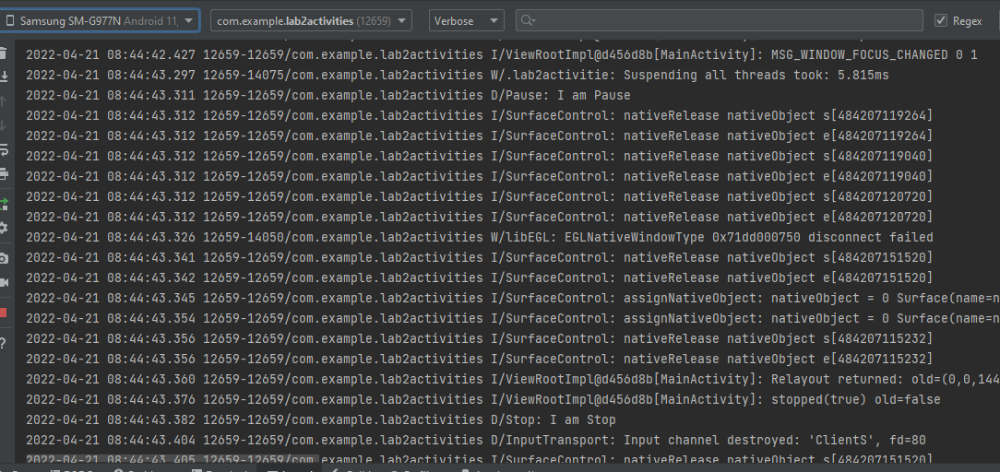 Samsung SM-G977N Android 11, com.example.lab2activities (12659) Verbose Regex
2022-04-21 08:44:42.427 12659-12659/com.example.lab2activities I/ViewRootImpl@d456d8b[MainActivity]: MSG_WINDOW_FOCUS_CHANGED 0 1
2022-04-21 08:44:43.297 12659-14075/com.example.lab2activities W/.lab2activitie: Suspending all threads took: 5.815ms
2022-04-21 08:44:43.311 12659-12659/com.example.lab2activities D/Pause: I am Pause
2022-04-21 08:44:43.312 12659-12659/com.example.lab2activities I/SurfaceControl: nativeRelease nativeObject s[484207119264]
2022-04-21 08:44:43.312 12659-12659/com.example.lab2activities I/SurfaceControl: nativeRelease nativeObject e[484207119264]
2022-04-21 08:44:43.312 12659-12659/com.example.lab2activities I/SurfaceControl: nativeRelease nativeObject s[484207119040]
2022-04-21 08:44:43.312 12659-12659/com.example.lab2activities I/SurfaceControl: nativeRelease nativeObject e[484207119040]
2022-04-21 08:44:43.312 12659-12659/com.example.lab2activities I/SurfaceControl: nativeRelease nativeObject s[484207120720]
2022-04-21 08:44:43.312 12659-12659/com.example.lab2activities I/SurfaceControl: nativeRelease nativeObject e[484207120720]
2022-04-21 08:44:43.326 12659-14050/com.example.lab2activities W/libEGL: EGLNativeWindowType 0x71dd000750 disconnect failed
2022-04-21 08:44:43.341 12659-12659/com.example.lab2activities I/SurfaceControl: nativeRelease nativeObject s[484207151520]
2022-04-21 08:44:43.342 12659-12659/com.example.lab2activities I/SurfaceControl: nativeRelease nativeObject e[484207151520]
2022-04-21 08:44:43.345 12659-12659/com.example.lab2activities I/SurfaceControl: assignNativeObject: nativeObject = 0 Surface(name=n
2022-04-21 08:44:43.354 12659-12659/com.example.lab2activities I/SurfaceControl: assignNativeObject: nativeObject = 0 Surface(name=n
2022-04-21 08:44:43.356 12659-12659/com.example.lab2activities I/SurfaceControl: nativeRelease nativeObject s[484207115232]
2022-04-21 08:44:43.356 12659-12659/com.example.lab2activities I/SurfaceControl: nativeRelease nativeObject e[484207115232]
2022-04-21 08:44:43.360 12659-12659/com.example.lab2activities I/ViewRootImpl@d456d8b[MainActivity]: Relayout returned: old=(0,0,144
2022-04-21 08:44:43.376 12659-12659/com.example.lab2activities I/ViewRootImpl@d456d8b[MainActivity]: stopped(true) old=false
2022-04-21 08:44:43.382 12659-12659/com.example.lab2activities D/Stop: I am Stop
2022-04-21 08:44:43.404 12659-12659/com.example.lab2activities D/InputTransport: Input channel destroyed: 'ClientS', fd=80
2022-04-21 08:44:43.405 12659-12659/com.example.lab2activities I/SurfaceControl: nativeRelease nativeObject s[484207151520]